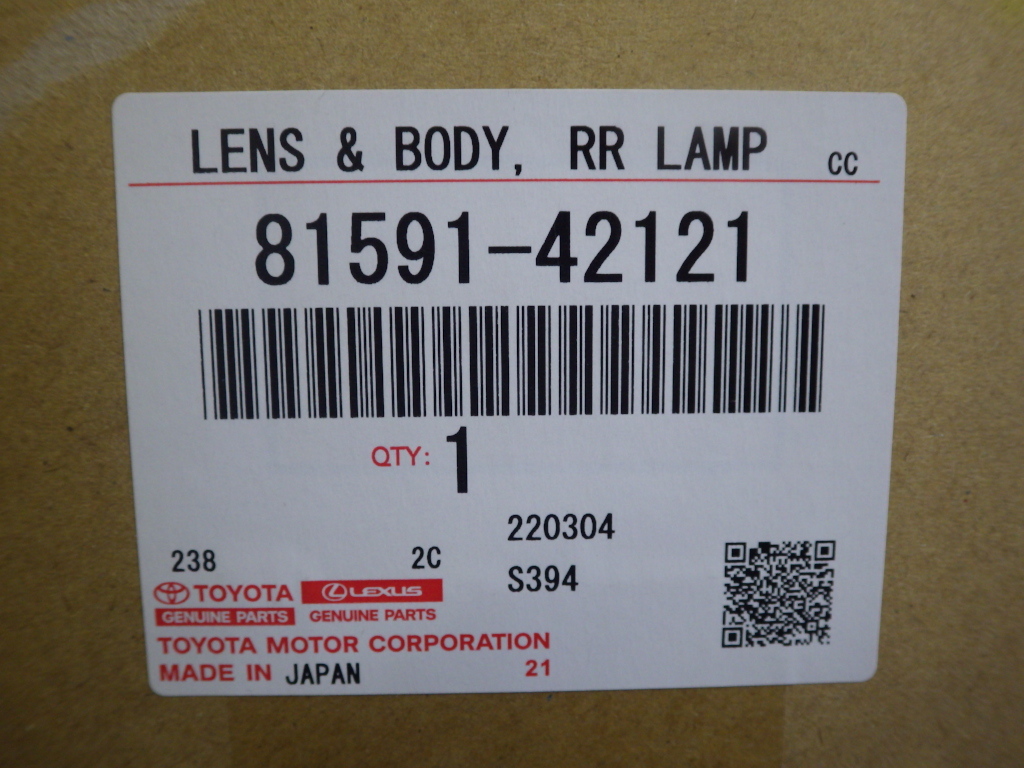 LENS & BODY, RR LAMP CC
81591-42121
QTY: 1
220304
238 2C
S394
TOYOTA LEXUS
GENUINE PARTS GENUINE PARTS
TOYOTA MOTOR CORPORATION
MADE IN JAPAN 21